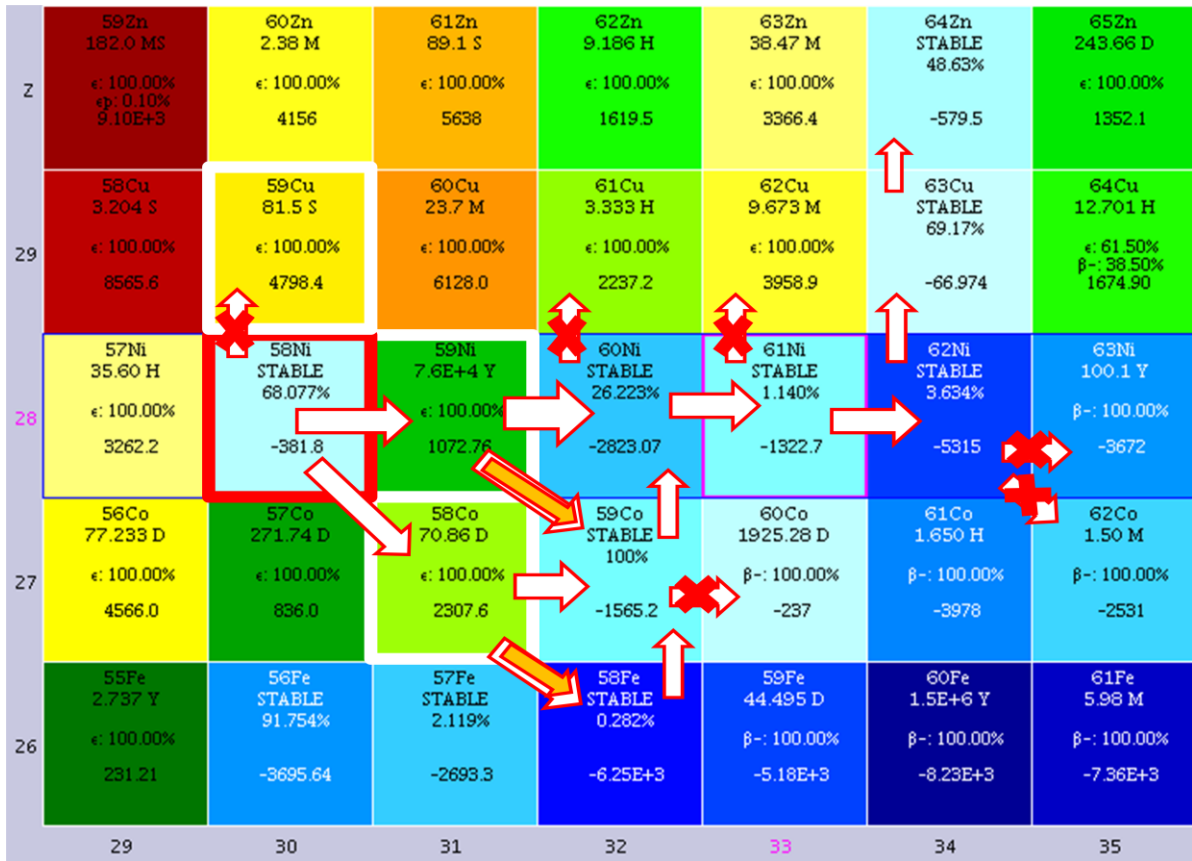 59Zn
182.0 MS
ϵ: 100.00%
ϵp: 0.10%
9.10E+3
60Zn
2.38 M
ϵ: 100.00%
4156
61Zn
89.1 S
ϵ: 100.00%
5638
62Zn
9.186 H
ϵ: 100.00%
1619.5
63Zn
38.47 M
ϵ: 100.00%
3366.4
64Zn
STABLE
48.63%
-579.5
65Zn
243.66 D
ϵ: 100.00%
1352.1
Z
58Cu
3.204 S
ϵ: 100.00%
8565.6
59Cu
81.5 S
ϵ: 100.00%
4798.4
60Cu
23.7 M
ϵ: 100.00%
6128.0
61Cu
3.333 H
ϵ: 100.00%
2237.2
62Cu
9.673 M
ϵ: 100.00%
3958.9
63Cu
STABLE
69.17%
-66.974
64Cu
12.701 H
ϵ: 61.50%
β-: 38.50%
1674.90
29
57Ni
35.60 H
ϵ: 100.00%
3262.2
58Ni
STABLE
68.077%
-381.8
59Ni
7.6E+4 Y
ϵ: 100.00%
1072.76
60Ni
STABLE
26.223%
-2823.07
61Ni
STABLE
1.140%
-1322.7
62Ni
STABLE
3.634%
-5315
63Ni
100.1 Y
β-: 100.00%
-3672
28
56Co
77.233 D
ϵ: 100.00%
4566.0
57Co
271.74 D
ϵ: 100.00%
836.0
58Co
70.86 D
ϵ: 100.00%
2307.6
59Co
STABLE
100%
-1565.2
60Co
1925.28 D
β-: 100.00%
-237
61Co
1.650 H
β-: 100.00%
-3978
62Co
1.50 M
β-: 100.00%
-2531
27
55Fe
2.737 Y
ϵ: 100.00%
231.21
56Fe
STABLE
91.754%
-3695.64
57Fe
STABLE
2.119%
-2693.3
58Fe
STABLE
0.282%
-6.25E+3
59Fe
44.495 D
β-: 100.00%
-5.18E+3
60Fe
1.5E+6 Y
β-: 100.00%
-8.23E+3
61Fe
5.98 M
β-: 100.00%
-7.36E+3
26
29 30 31 32 33 34 35